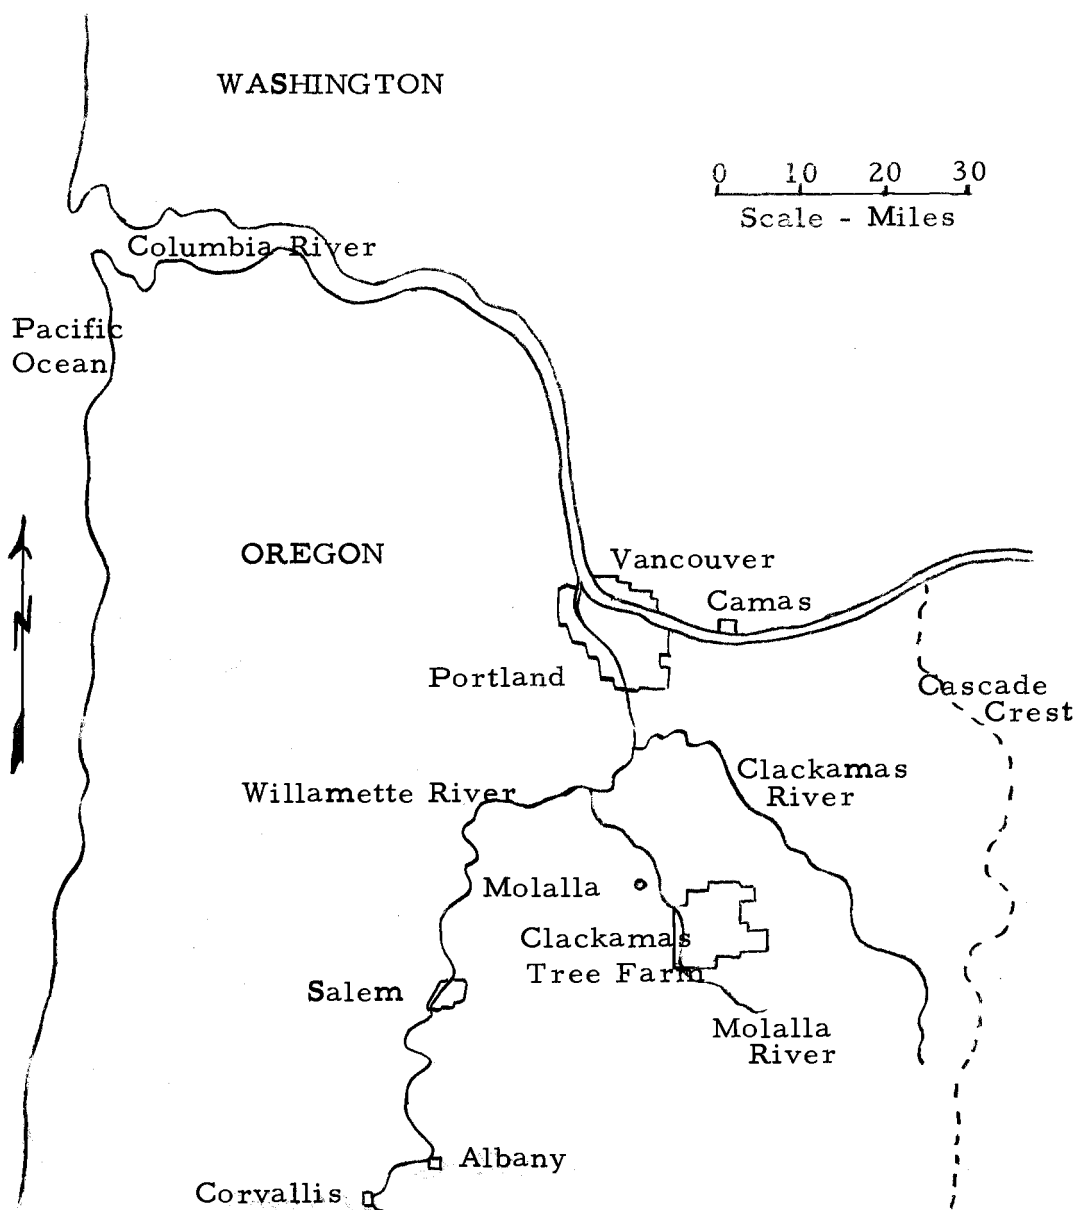 WASHINGTON
0 10 20 30
Scale - Miles
Columbia River
Pacific
Ocean
OREGON
Vancouver
Camas
N
Portland
Cascade
Crest
Clackamas
River
Willamette River
Molalla
Clackamas
Tree Farm
Salem
Molalla
River
Albany
Corvallis